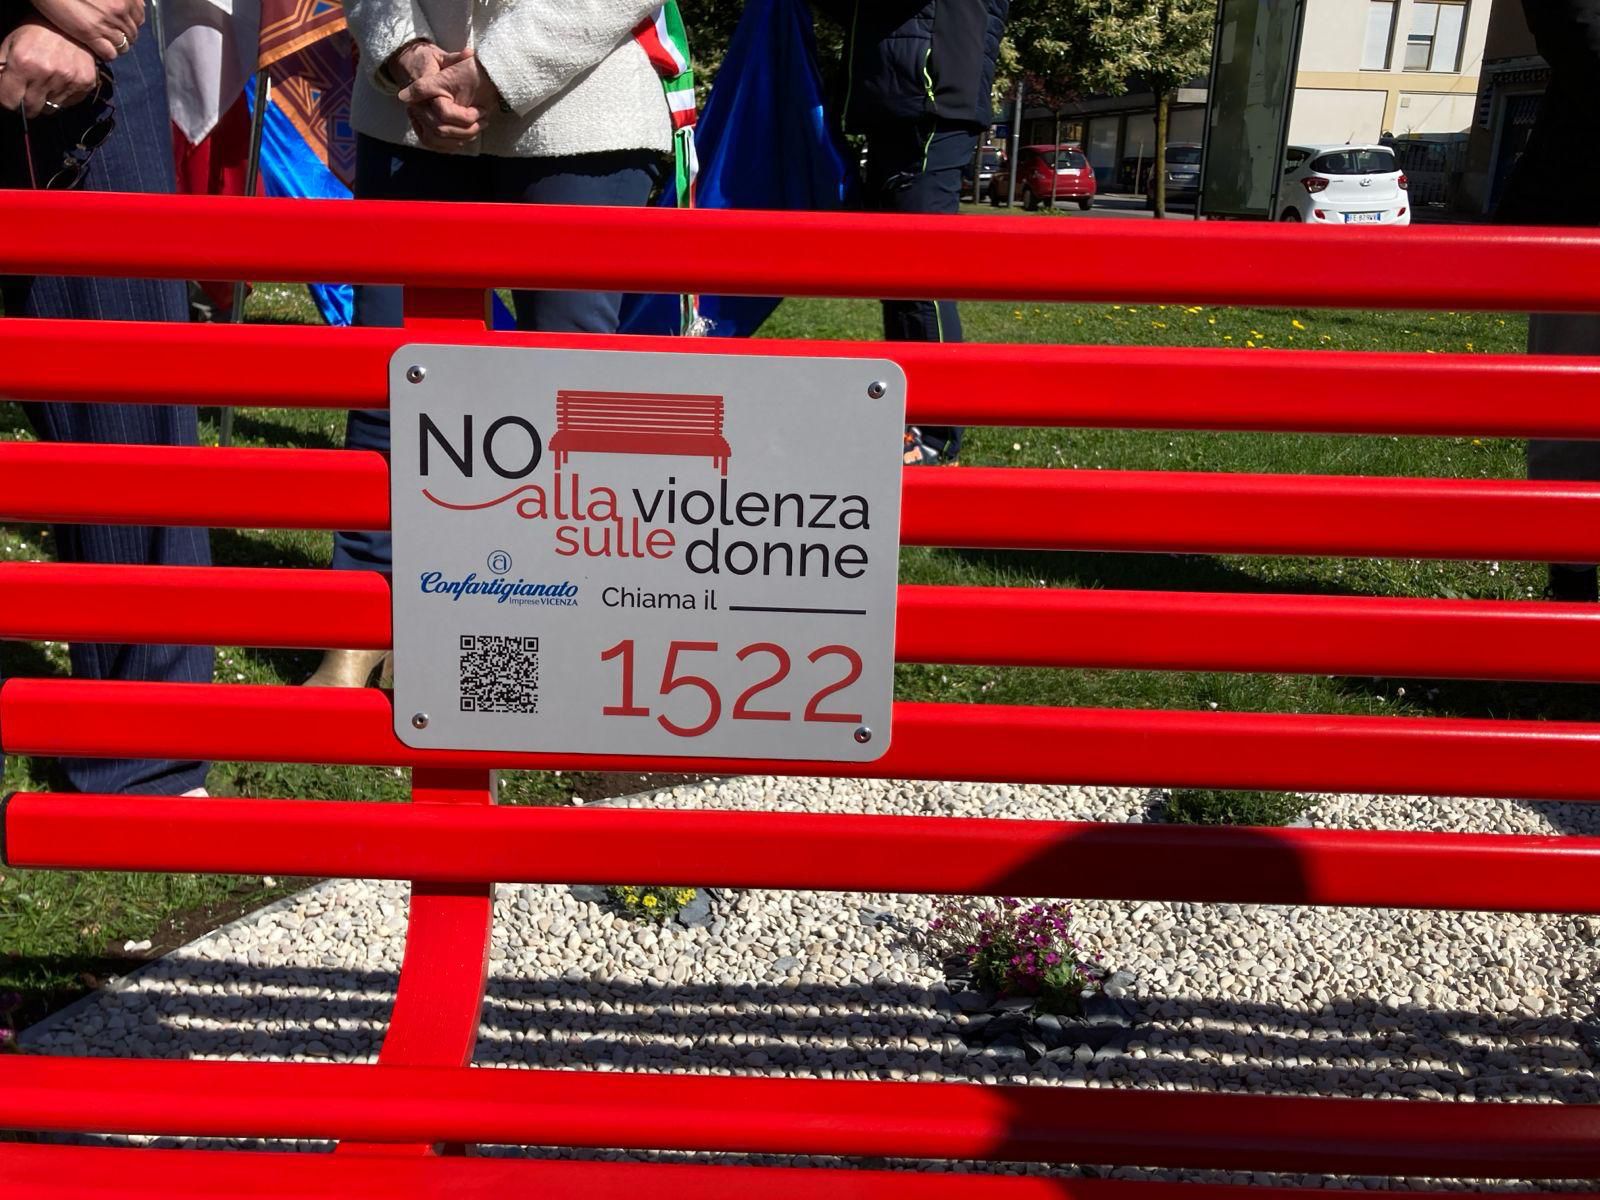 NO
alla violenza
sulle donne
a
Confartigianato
Imprese VICENZA
Chiama il
1522